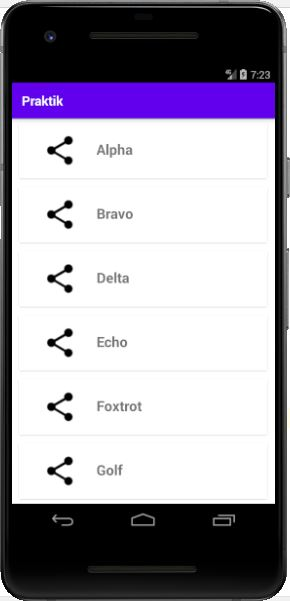 7:23
Praktik
Alpha
Bravo
Delta
Echo
Foxtrot
Golf